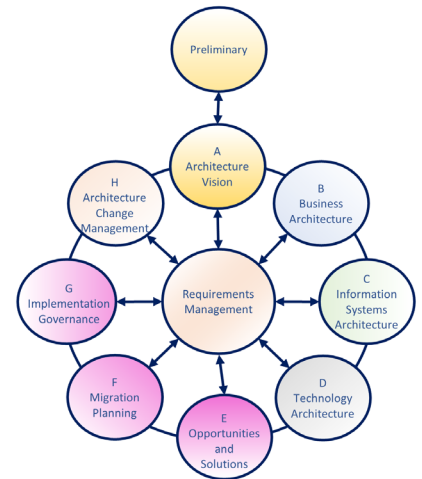 Preliminary
A
Architecture
Vision
B
Business
Architecture
C
Information
Systems
Architecture
D
Technology
Architecture
E
Opportunities
and
Solutions
F
Migration
Planning
G
Implementation
Governance
H
Architecture
Change
Management
Requirements
Management